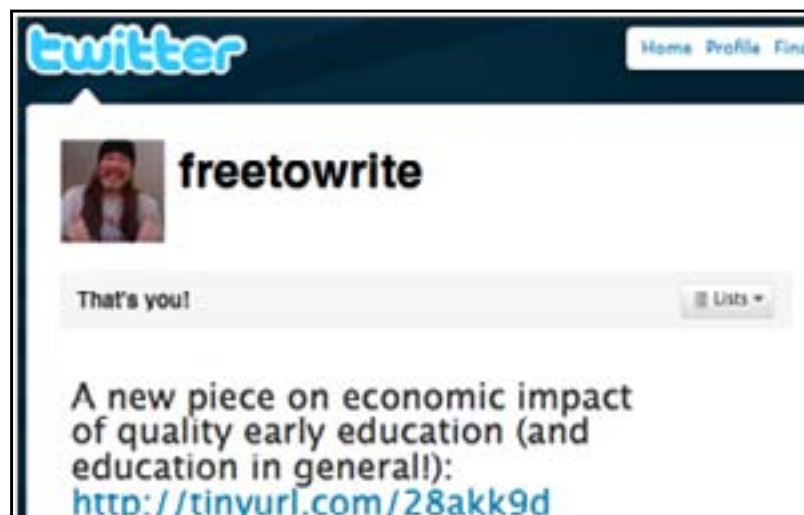 twitter
Home Profile Fin
freetowrite
That's you!
Lists
A new piece on economic impact
of quality early education (and
education in general!):
http://tinyurl.com/28akk9d